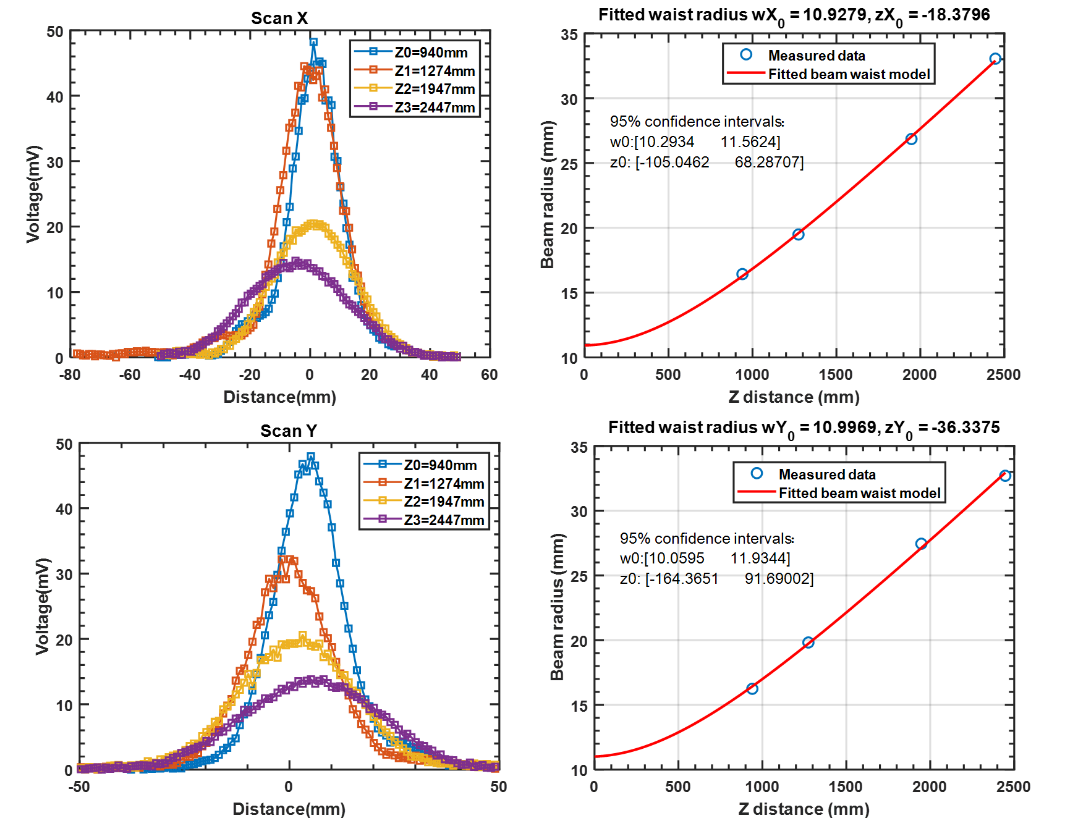 Scan X
50
40
30
20
10
0
-80 -60 -40 -20 0 20 40 60
Voltage(mV)
Distance(mm)
Z0=940mm
Z1=1274mm
Z2=1947mm
Z3=2447mm
Fitted waist radius wX0 = 10.9279, zX0 = -18.3796
35
30
25
20
15
10
0 500 1000 1500 2000 2500
Beam radius (mm)
Z distance (mm)
Measured data
Fitted beam waist model
95% confidence intervals:
w0:[10.2934 11.5624]
z0: [-105.0462 68.28707]
Scan Y
50
40
30
20
10
0
-50 0 50
Voltage(mV)
Distance(mm)
Z0=940mm
Z1=1274mm
Z2=1947mm
Z3=2447mm
Fitted waist radius wY0 = 10.9969, zY0 = -36.3375
35
30
25
20
15
10
0 500 1000 1500 2000 2500
Beam radius (mm)
Z distance (mm)
Measured data
Fitted beam waist model
95% confidence intervals:
w0:[10.0595 11.9344]
z0: [-164.3651 91.69002]